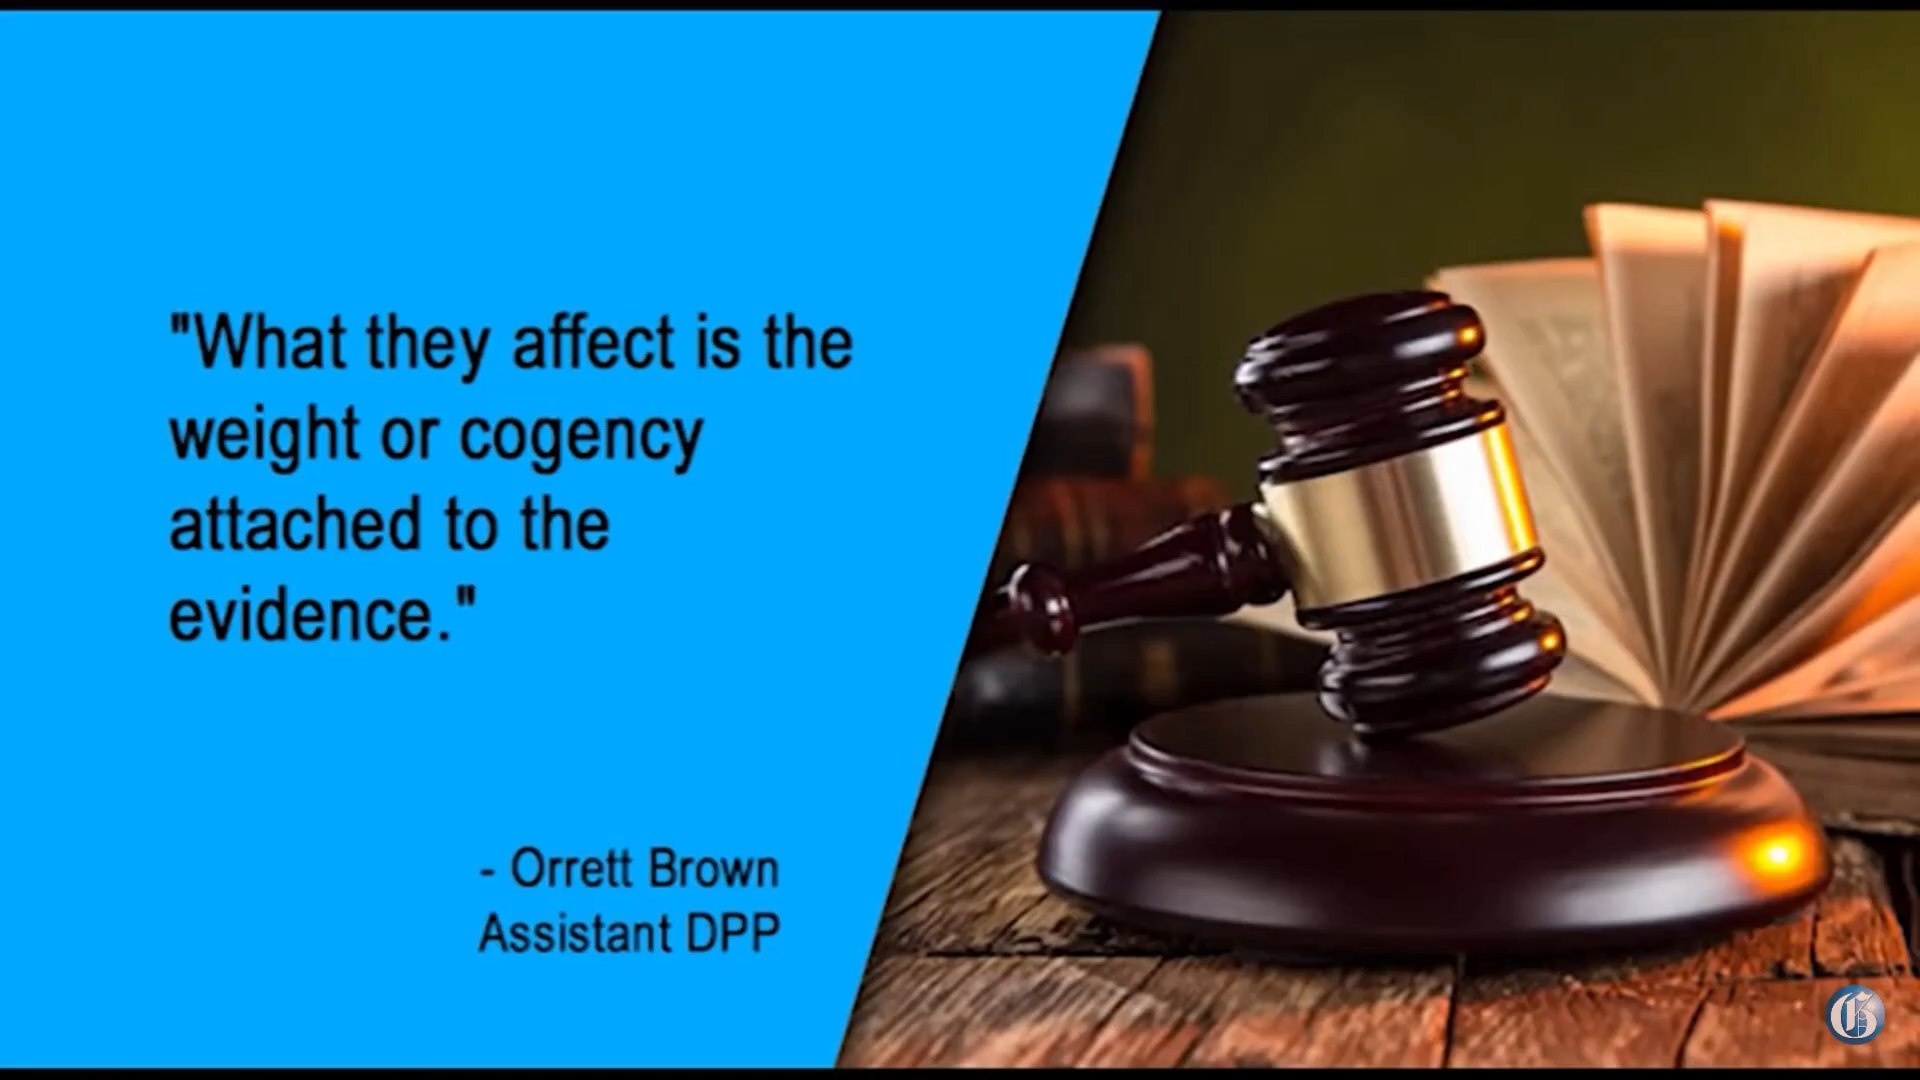 "What they affect is the
weight or cogency
attached to the
evidence."
- Orrett Brown
Assistant DPP
G